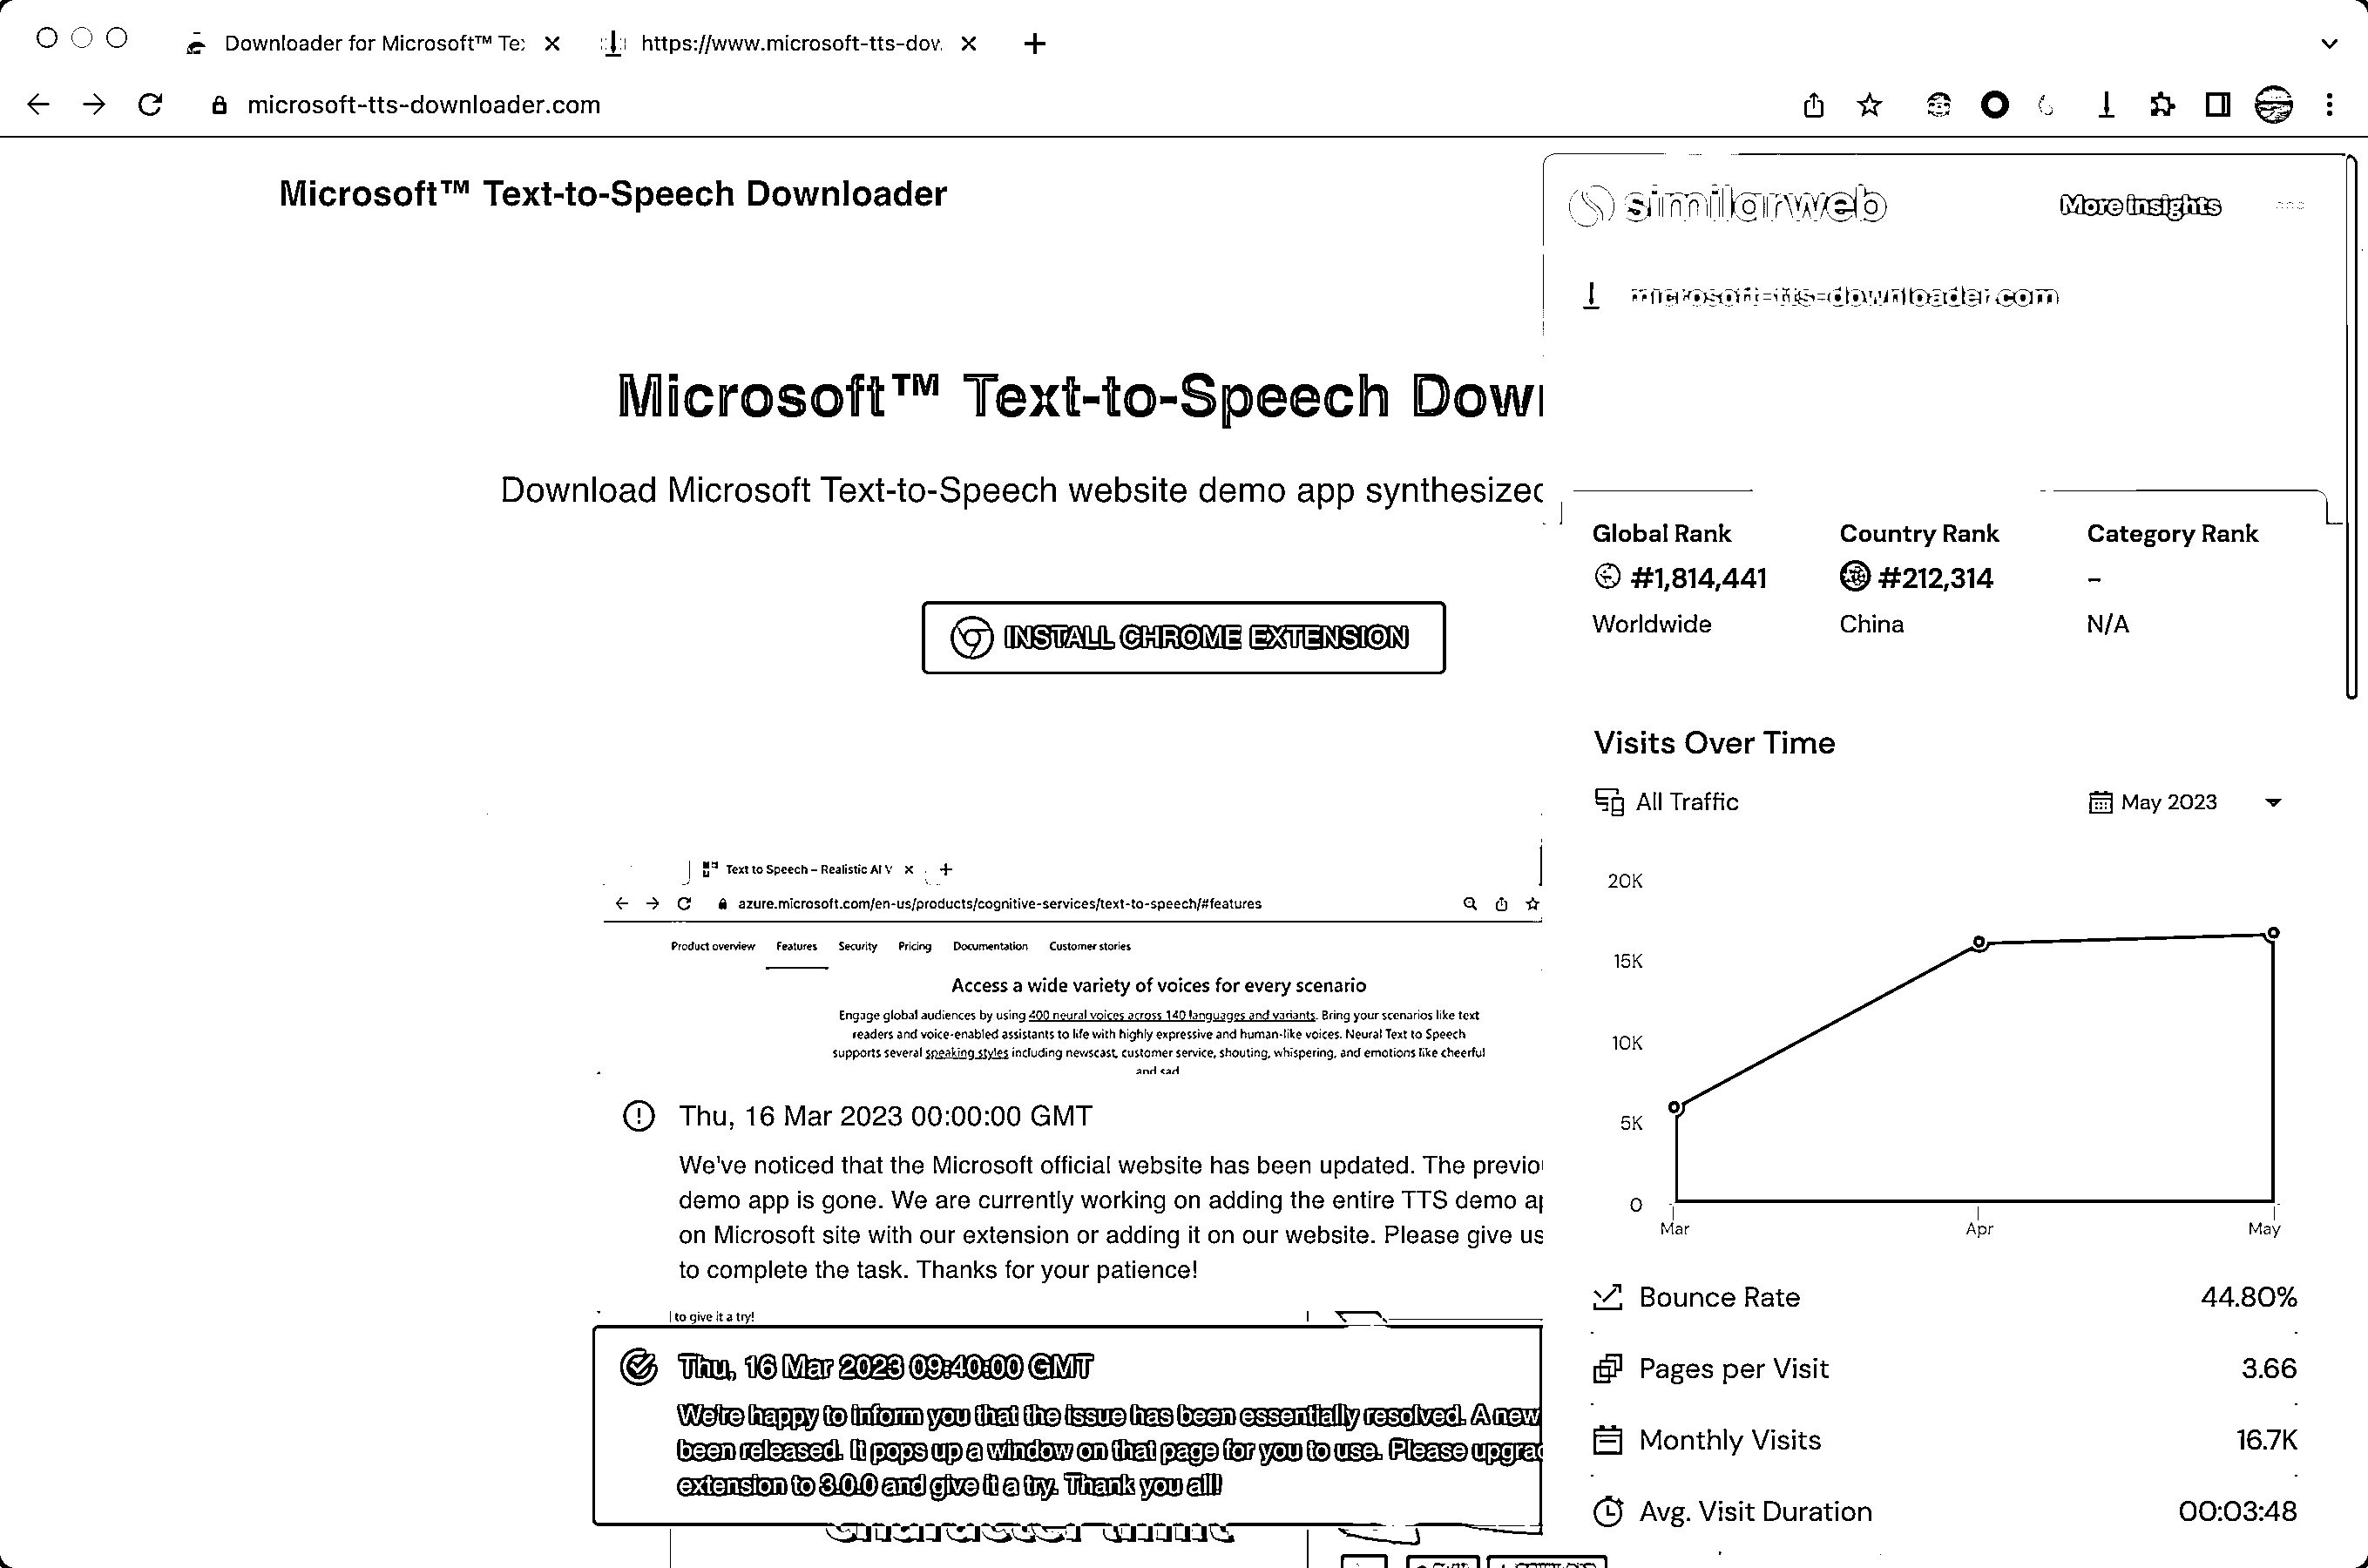 Downloader for Microsoft™ Te
https://www.microsoft-tts-dow
microsoft-tts-downloader.com
Microsoft™ Text-to-Speech Downloader
similarweb
More insights
microsoft-tts-downloader.com
Microsoft™ Text-to-Speech Down
Download Microsoft Text-to-Speech website demo app synthesized
INSTALL CHROME EXTENSION
Global Rank
Country Rank
Category Rank
#1,814,441
#212,314
–
Worldwide
China
N/A
Visits Over Time
All Traffic
May 2023
20K
15K
10K
5K
0
Mar
Apr
May
Text to Speech – Realistic AI V
azure.microsoft.com/en-us/products/cognitive-services/text-to-speech/#features
Product overview
Features
Security
Pricing
Documentation
Customer stories
Access a wide variety of voices for every scenario
Engage global audiences by using 400 neural voices across 140 languages and variants. Bring your scenarios like text
readers and voice-enabled assistants to life with highly expressive and human-like voices. Neural Text to Speech
supports several speaking styles including newscast, customer service, shouting, whispering, and emotions like cheerful
and sad
Thu, 16 Mar 2023 00:00:00 GMT
We've noticed that the Microsoft official website has been updated. The previo
demo app is gone. We are currently working on adding the entire TTS demo ap
on Microsoft site with our extension or adding it on our website. Please give us
to complete the task. Thanks for your patience!
to give it a try!
Thu, 16 Mar 2023 09:40:00 GMT
We're happy to inform you that the issue has been essentially resolved. A new
been released. It pops up a window on that page for you to use. Please upgrad
extension to 3.0.0 and give it a try. Thank you all!
Bounce Rate
44.80%
Pages per Visit
3.66
Monthly Visits
16.7K
Avg. Visit Duration
00:03:48